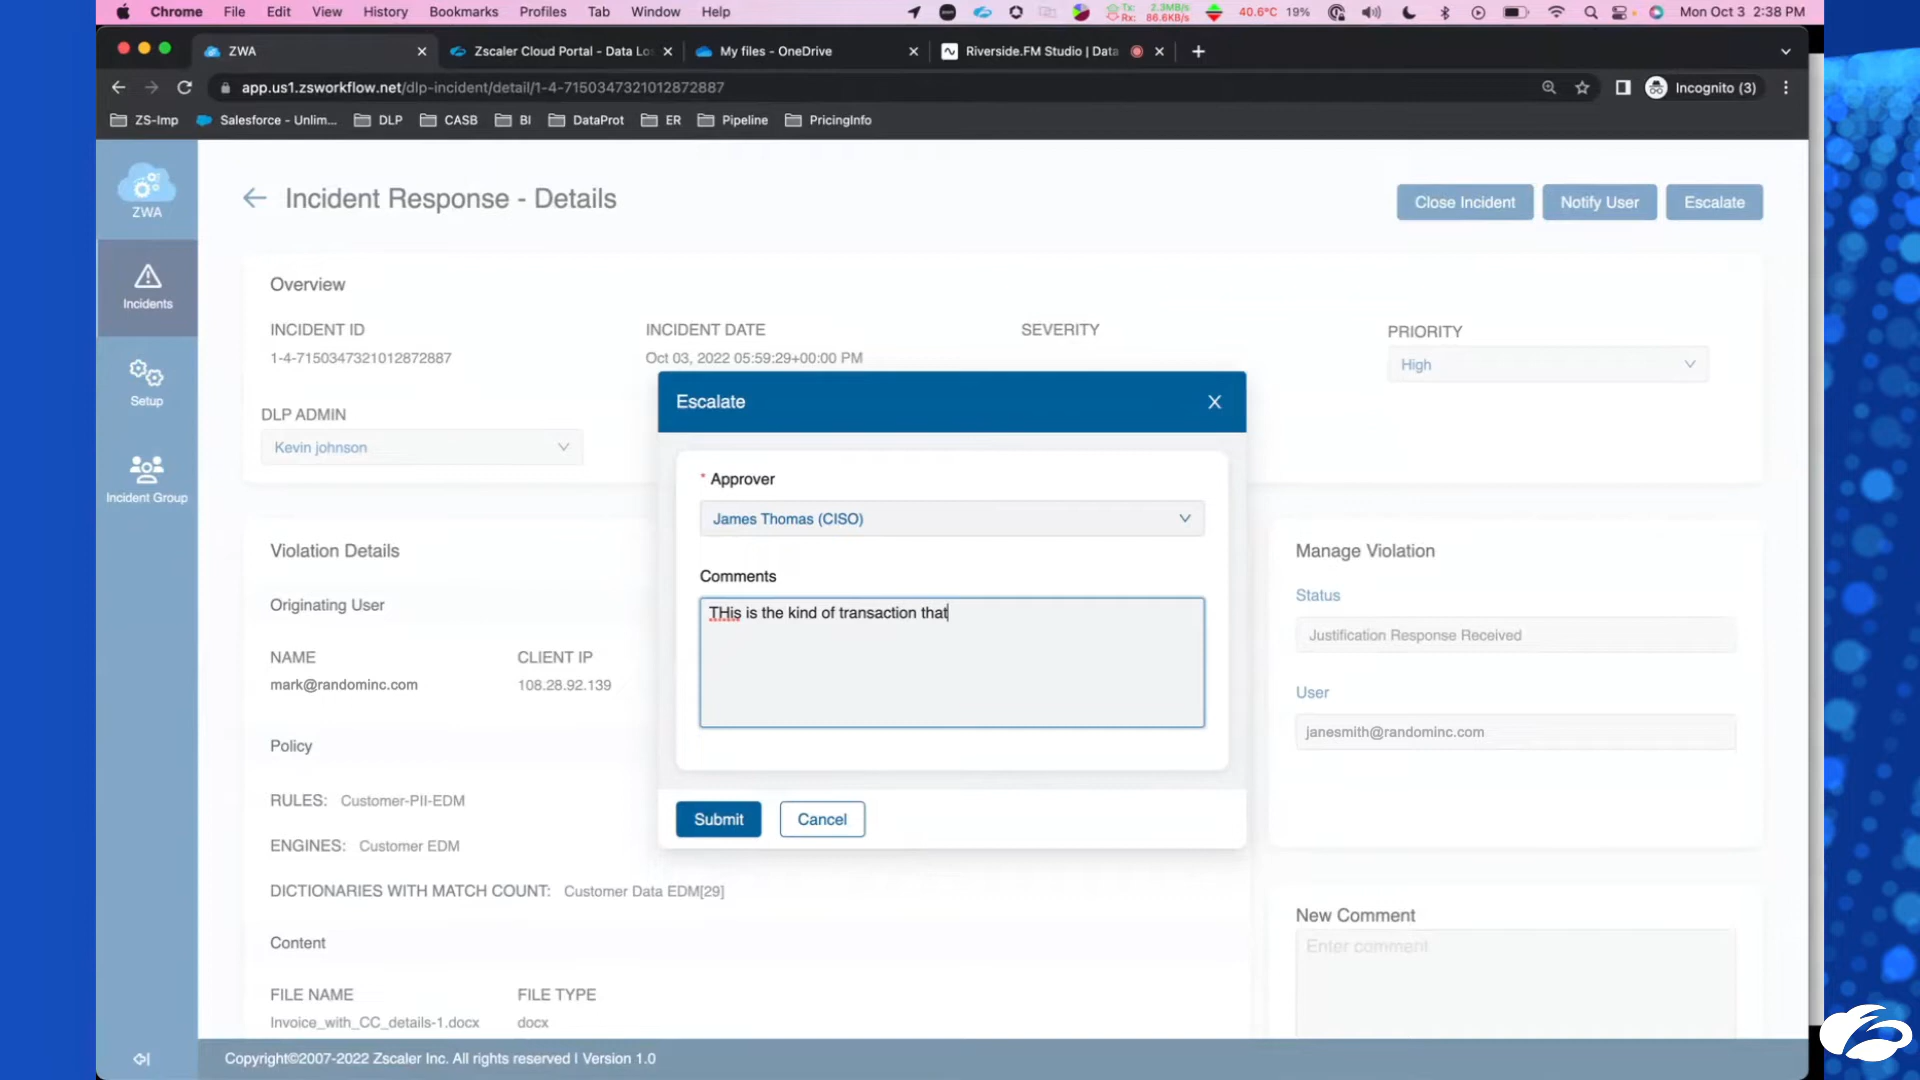 Chrome File Edit View History Bookmarks Profiles Tab Window Help
Tx: 2.3MB/s
Rx: 86.6KB/s
40.6°C 19% Mon Oct 3 2:38 PM
ZWA
Zscaler Cloud Portal - Data Lo
My files - OneDrive
Riverside.FM Studio | Data
app.us1.zsworkflow.net/dlp-incident/detail/1-4-7150347321012872887
Incognito (3)
ZS-Imp Salesforce - Unlim... DLP CASB BI DataProt ER Pipeline PricingInfo
ZWA
Incidents
Setup
Incident Group
Incident Response - Details
Close Incident
Notify User
Escalate
Overview
INCIDENT ID
1-4-7150347321012872887
INCIDENT DATE
Oct 03, 2022 05:59:29+00:00 PM
SEVERITY
PRIORITY
High
DLP ADMIN
Kevin johnson
Escalate
* Approver
James Thomas (CISO)
Comments
THis is the kind of transaction that
Submit
Cancel
Violation Details
Originating User
NAME
mark@randominc.com
CLIENT IP
108.28.92.139
Policy
RULES: Customer-PII-EDM
ENGINES: Customer EDM
DICTIONARIES WITH MATCH COUNT: Customer Data EDM[29]
Content
FILE NAME
Invoice_with_CC_details-1.docx
FILE TYPE
docx
Manage Violation
Status
Justification Response Received
User
janesmith@randominc.com
New Comment
Enter comment
Copyright©2007-2022 Zscaler Inc. All rights reserved | Version 1.0